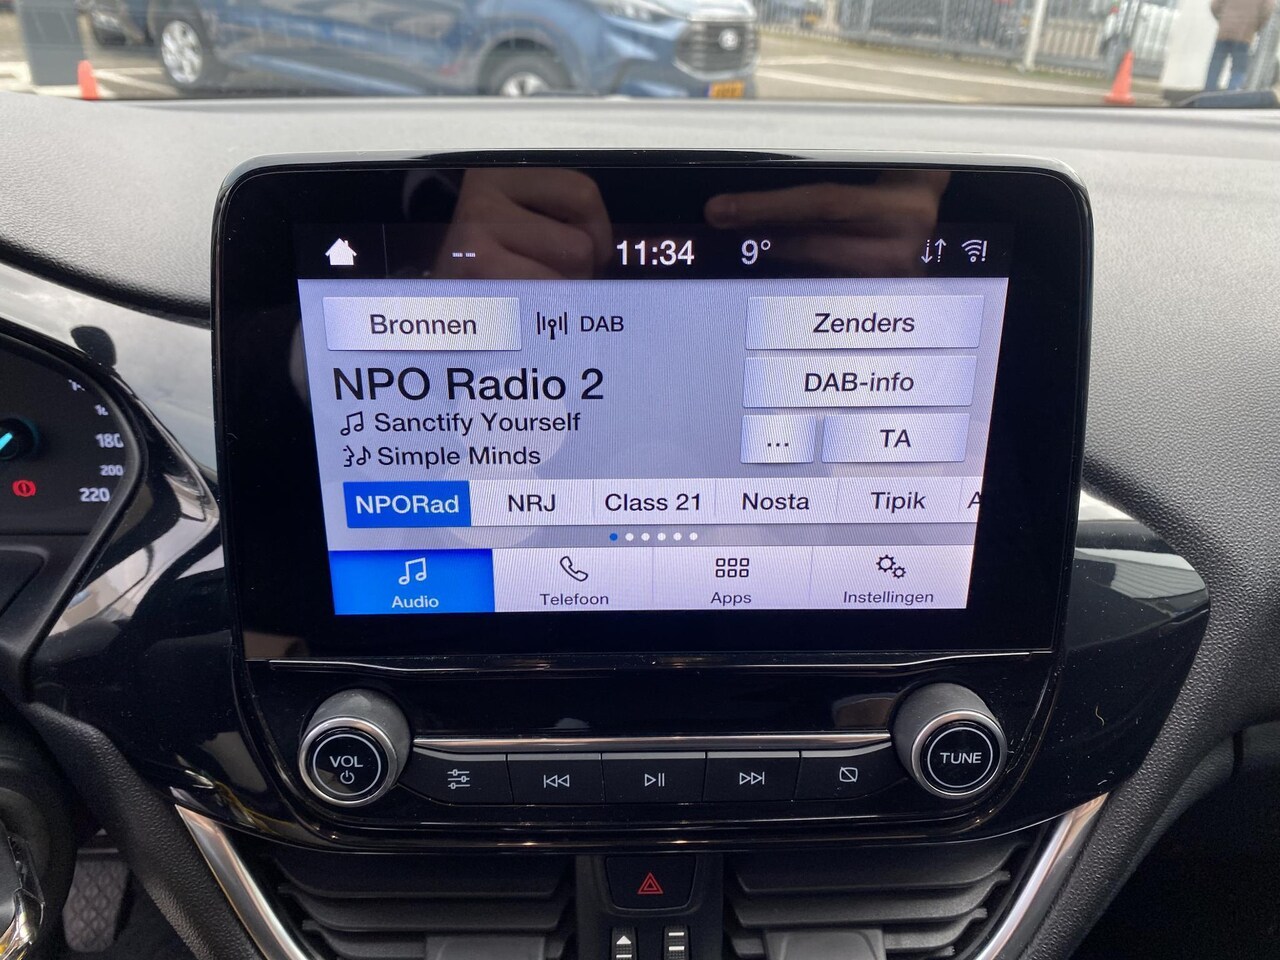 11:34 9°
Bronnen DAB Zenders
NPO Radio 2 DAB-info
Sanctify Yourself ... TA
Simple Minds
NPORad NRJ Class 21 Nosta Tipik A
Audio Telefoon Apps Instellingen
VOL TUNE
180
200
220